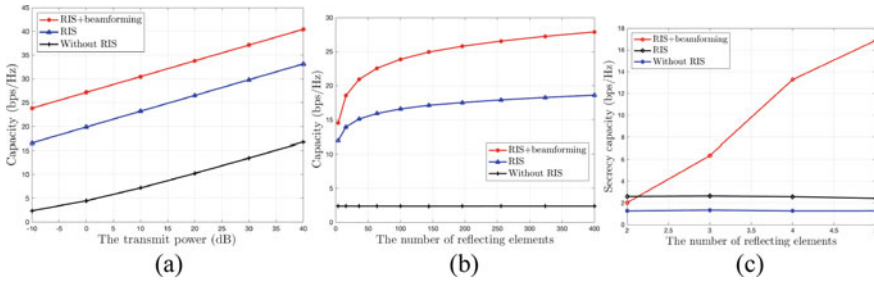 45
40
35
30
25
20
15
10
5
0
Capacity (bps/Hz)
RIS+beamforming
RIS
Without RIS
-10 -5 0 5 10 15 20 25 30 35 40
The transmit power (dB)
(a)
30
25
20
15
10
5
0
Capacity (bps/Hz)
RIS+beamforming
RIS
Without RIS
0 50 100 150 200 250 300 350 400
The number of reflecting elements
(b)
18
16
14
12
10
8
6
4
2
0
Secrecy capacity (bps/Hz)
RIS+beamforming
RIS
Without RIS
2 2.5 3 3.5 4 4.5
The number of reflecting elements
(c)